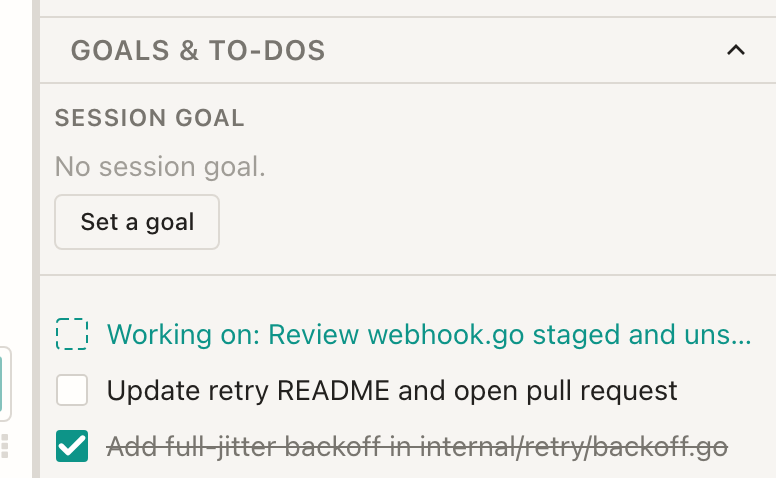 GOALS & TO-DOS
SESSION GOAL
No session goal.
Set a goal
Working on: Review webhook.go staged and uns...
Update retry README and open pull request
Add full-jitter backoff in internal/retry/backoff.go